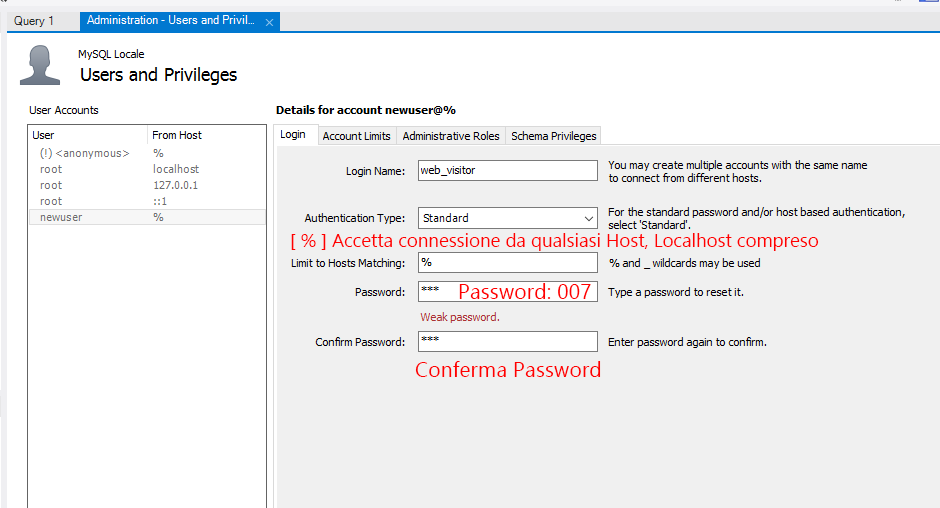 Query 1
Administration - Users and Privil...
MySQL Locale
Users and Privileges
User Accounts
User From Host
(!) <anonymous> %
root localhost
root 127.0.0.1
root ::1
newuser %
Details for account newuser@%
Login Account Limits Administrative Roles Schema Privileges
Login Name: web_visitor You may create multiple accounts with the same name
to connect from different hosts.
Authentication Type: Standard For the standard password and/or host based authentication,
select 'Standard'.
[ % ] Accetta connessione da qualsiasi Host, Localhost compreso
Limit to Hosts Matching: % % and _ wildcards may be used
Password: *** Password: 007 Type a password to reset it.
Weak password.
Confirm Password: *** Enter password again to confirm.
Conferma Password